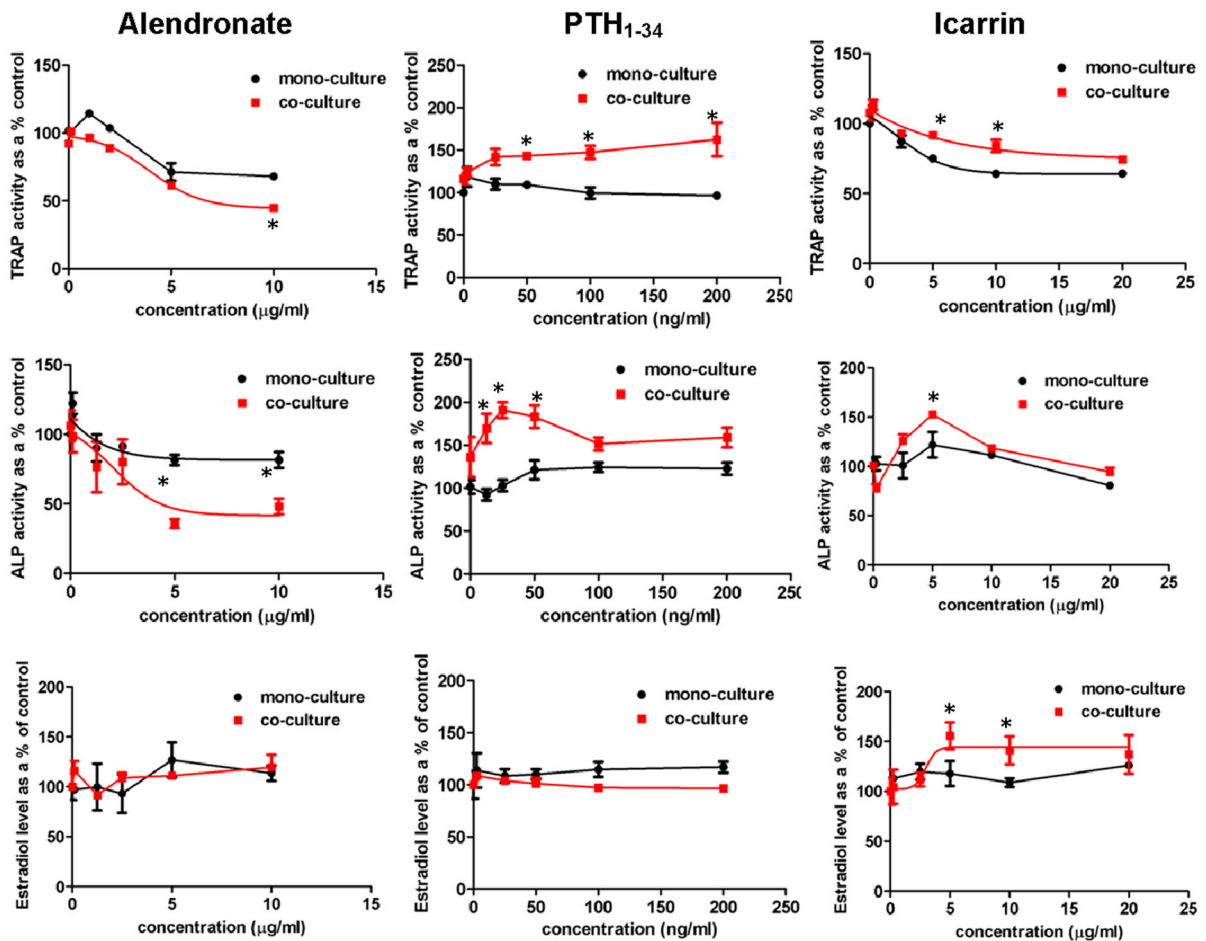 Alendronate
PTH1-34
Icarrin
TRAP activity as a % control
150
100
50
0
mono-culture
co-culture
*
0
5
10
15
concentration (μg/ml)
TRAP activity as a % control
250
200
150
100
50
0
mono-culture
co-culture
*
*
*
0
50
100
150
200
250
concentration (ng/ml)
TRAP activity as a % control
150
100
50
0
mono-culture
co-culture
*
*
0
5
10
15
20
25
concentration (μg/ml)
ALP activity as a % control
150
100
50
0
mono-culture
co-culture
*
*
0
5
10
15
concentration (μg/ml)
ALP activity as a % control
250
200
150
100
50
0
mono-culture
co-culture
*
*
*
0
50
100
150
200
250
concentration (ng/ml)
ALP activity as a % control
200
150
100
50
0
mono-culture
co-culture
*
0
5
10
15
20
25
concentration (μg/ml)
Estradiol level as a % of control
200
150
100
50
0
mono-culture
co-culture
0
5
10
15
concentration (μg/ml)
Estradiol level as a % of control
200
150
100
50
0
mono-culture
co-culture
0
50
100
150
200
250
concentration (ng/ml)
Estradiol level as a % of control
200
150
100
50
0
mono-culture
co-culture
*
*
0
5
10
15
20
25
concentration (μg/ml)